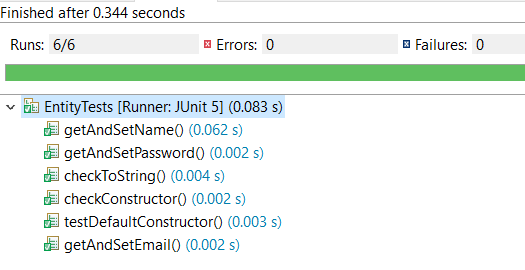 Finished after 0.344 seconds
Runs: 6/6 Errors: 0 Failures: 0
EntityTests [Runner: JUnit 5] (0.083 s)
getAndSetName() (0.062 s)
getAndSetPassword() (0.002 s)
checkToString() (0.004 s)
checkConstructor() (0.002 s)
testDefaultConstructor() (0.003 s)
getAndSetEmail() (0.002 s)